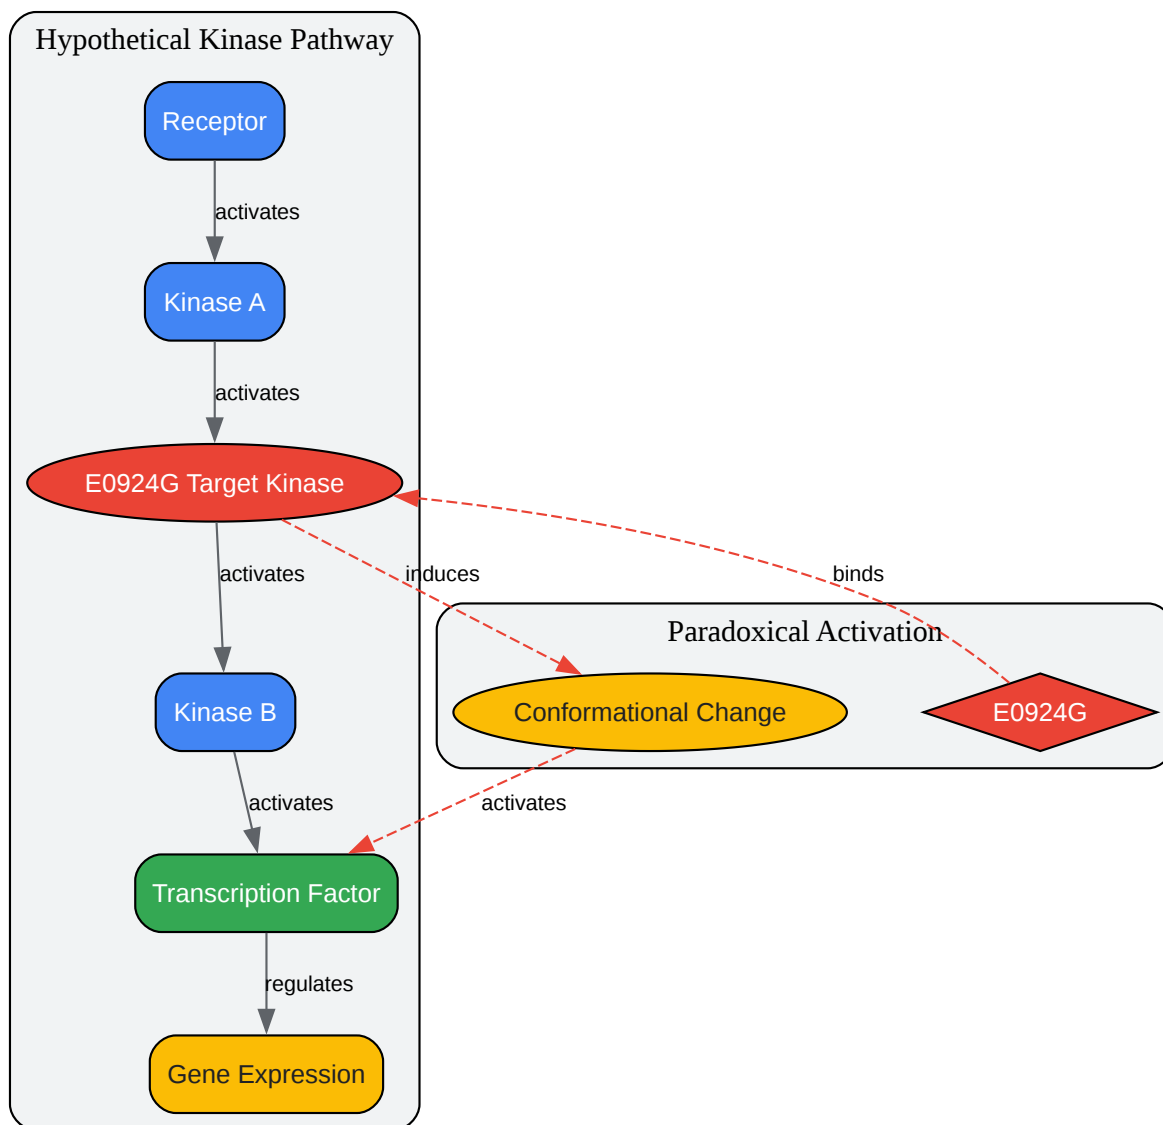 Hypothetical Kinase Pathway
Receptor
activates
Kinase A
activates
E0924G Target Kinase
activates
induces
binds
Paradoxical Activation
Kinase B
Conformational Change
E0924G
activates
activates
Transcription Factor
regulates
Gene Expression